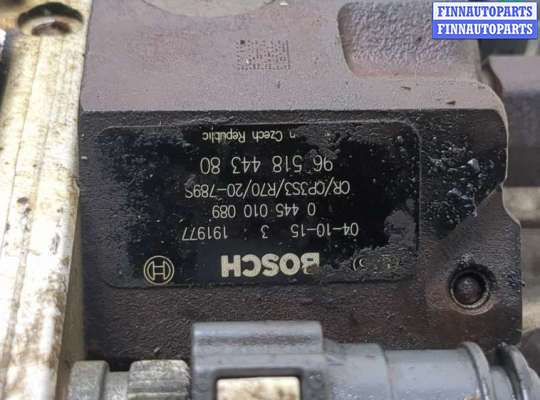 FINNAUTOPARTS
FINNAUTOPARTS
BOSCH
04-10-15 3 191977
0 445 010 089
CR/CP3S3/R70/20-789S
96 518 443 80
Czech Republic